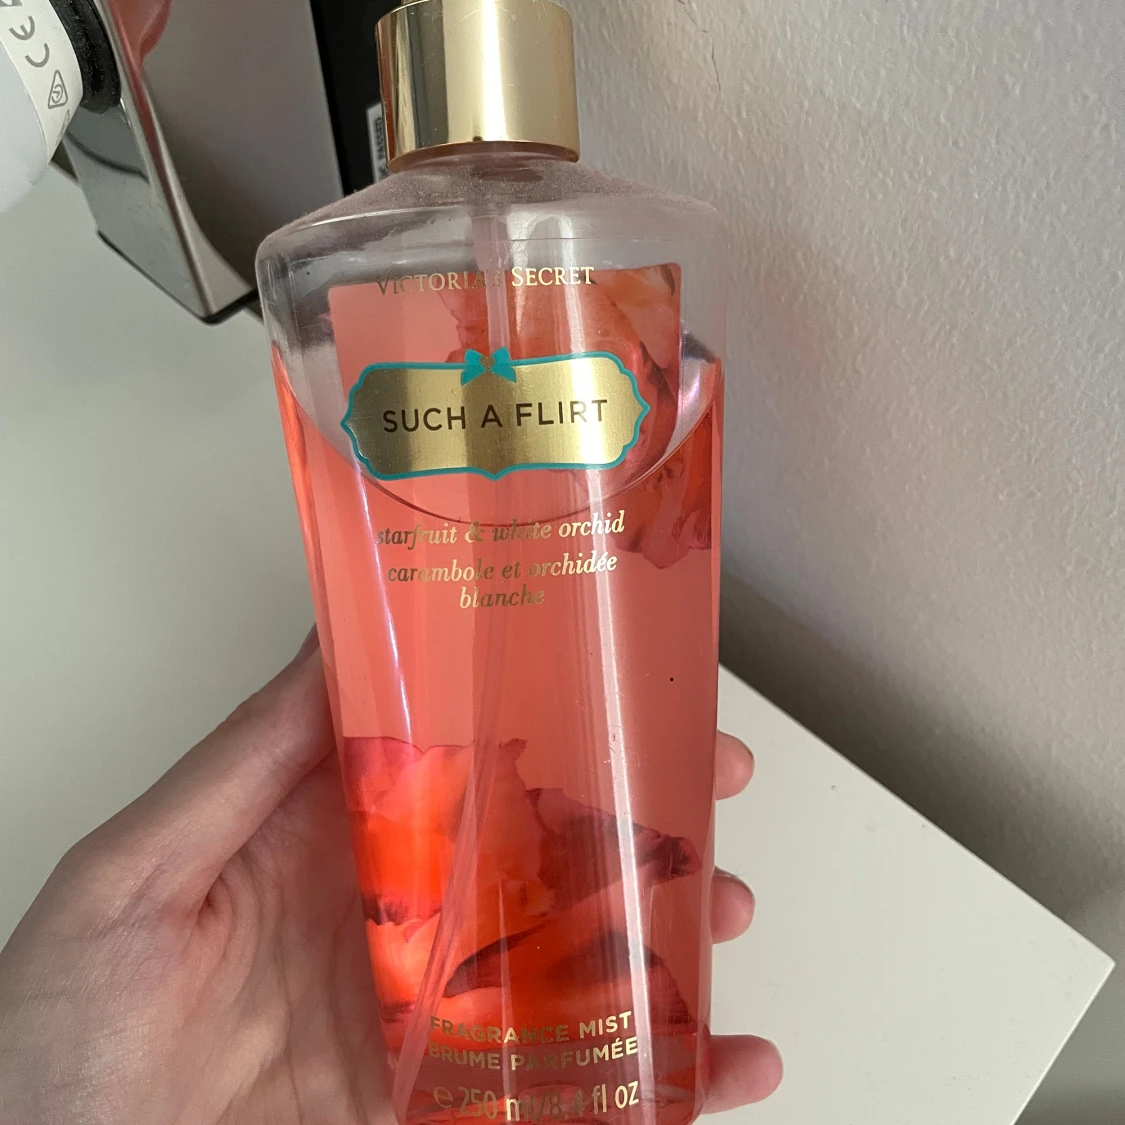 CE
VICTORIA'S SECRET
SUCH A FLIRT
starfruit & white orchid
carambole et orchidée
blanche
FRAGRANCE MIST
BRUME PARFUMÉE
℮ 250 ml/8.4 fl oz